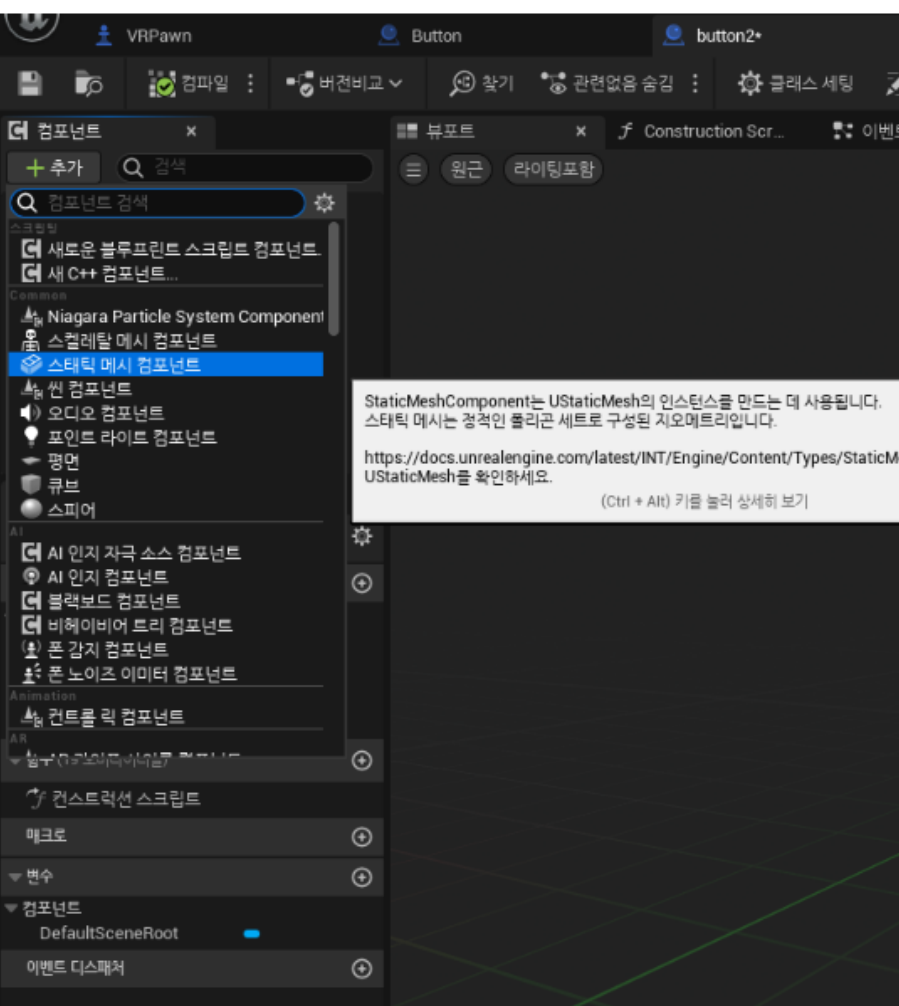 VRPawn
Button
button2*
컴파일
버전비교
찾기
관련없음 숨김
클래스 세팅
컴포넌트
뷰포트
Construction Scr...
이벤트
추가
검색
원근
라이팅포함
컴포넌트 검색
스크립팅
새로운 블루프린트 스크립트 컴포넌트.
새 C++ 컴포넌트...
Common
Niagara Particle System Component
스켈레탈 메시 컴포넌트
스태틱 메시 컴포넌트
씬 컴포넌트
오디오 컴포넌트
포인트 라이트 컴포넌트
평면
큐브
스피어
StaticMeshComponent는 UStaticMesh의 인스턴스를 만드는 데 사용됩니다.
스태틱 메시는 정적인 폴리곤 세트로 구성된 지오메트리입니다.
https://docs.unrealengine.com/latest/INT/Engine/Content/Types/StaticM
UStaticMesh를 확인하세요.
(Ctrl + Alt) 키를 눌러 상세히 보기
AI
AI 인지 자극 소스 컴포넌트
AI 인지 컴포넌트
블랙보드 컴포넌트
비헤이비어 트리 컴포넌트
폰 감지 컴포넌트
폰 노이즈 이미터 컴포넌트
Animation
컨트롤 릭 컴포넌트
AR
컨스트럭션 스크립트
매크로
변수
컴포넌트
DefaultSceneRoot
이벤트 디스패처